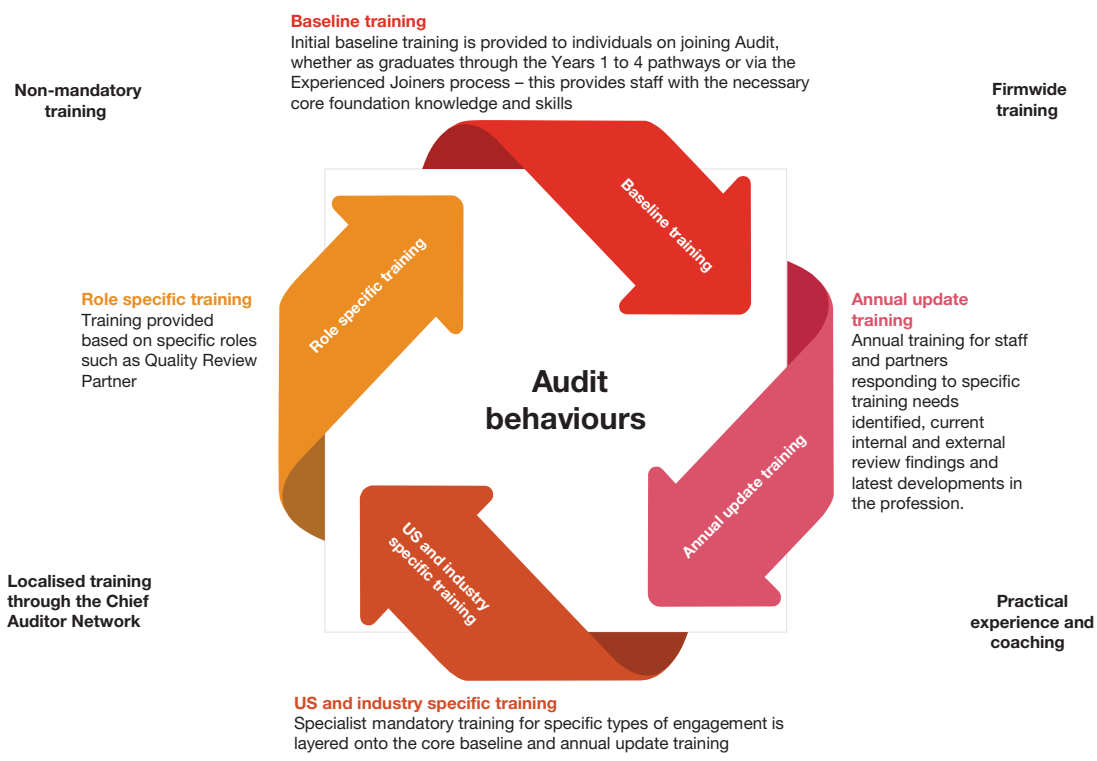 Baseline training
Initial baseline training is provided to individuals on joining Audit,
whether as graduates through the Years 1 to 4 pathways or via the
Experienced Joiners process – this provides staff with the necessary
core foundation knowledge and skills
Non-mandatory
training
Firmwide
training
Baseline training
Role specific training
Role specific training
Training provided
based on specific roles
such as Quality Review
Partner
Annual update
training
Annual training for staff
and partners
responding to specific
training needs
identified, current
internal and external
review findings and
latest developments in
the profession.
Audit
behaviours
Annual update training
US and industry
specific training
Localised training
through the Chief
Auditor Network
Practical
experience and
coaching
US and industry specific training
Specialist mandatory training for specific types of engagement is
layered onto the core baseline and annual update training